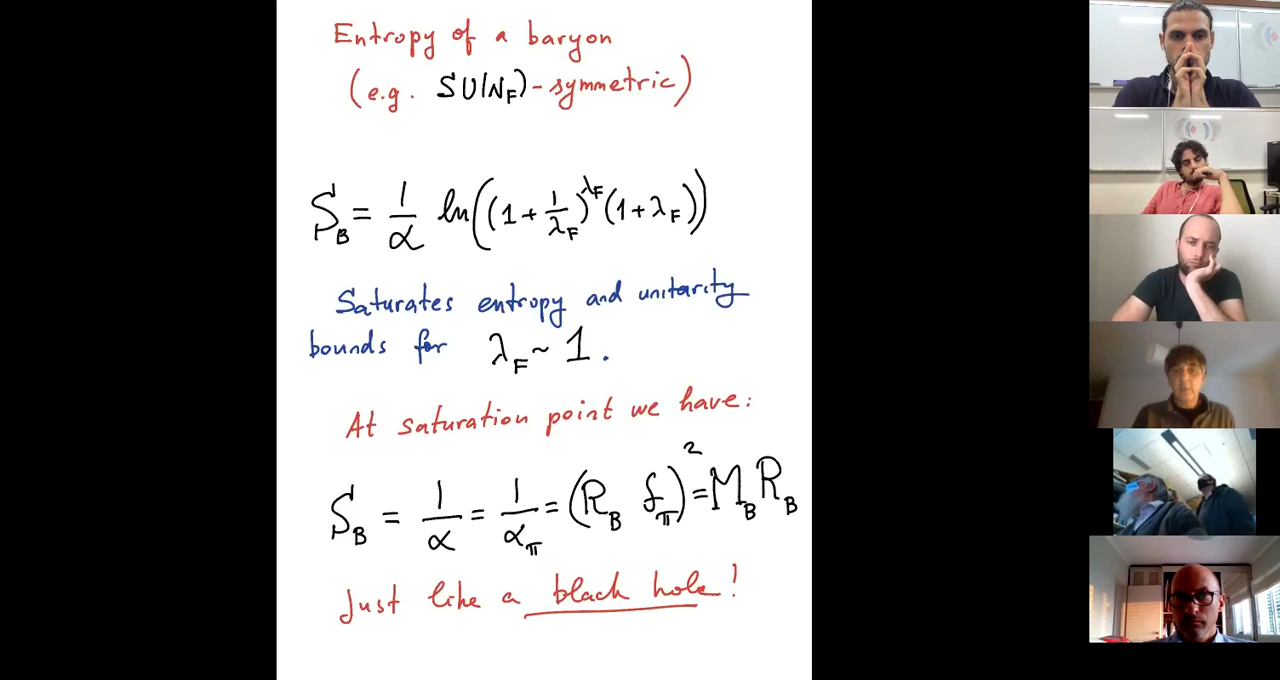 Entropy of a baryon
(e.g. SU(N_F)-symmetric)
S_B = 1/α ln((1 + 1/λ_F)^λ_F (1 + λ_F))
Saturates entropy and unitarity
bounds for λ_F ~ 1.
At saturation point we have:
S_B = 1/α = 1/α_π = (R_B f_π)^2 = M_B R_B
Just like a black hole!